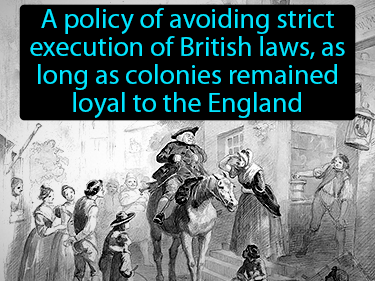 A policy of avoiding strict
execution of British laws, as
long as colonies remained
loyal to the England